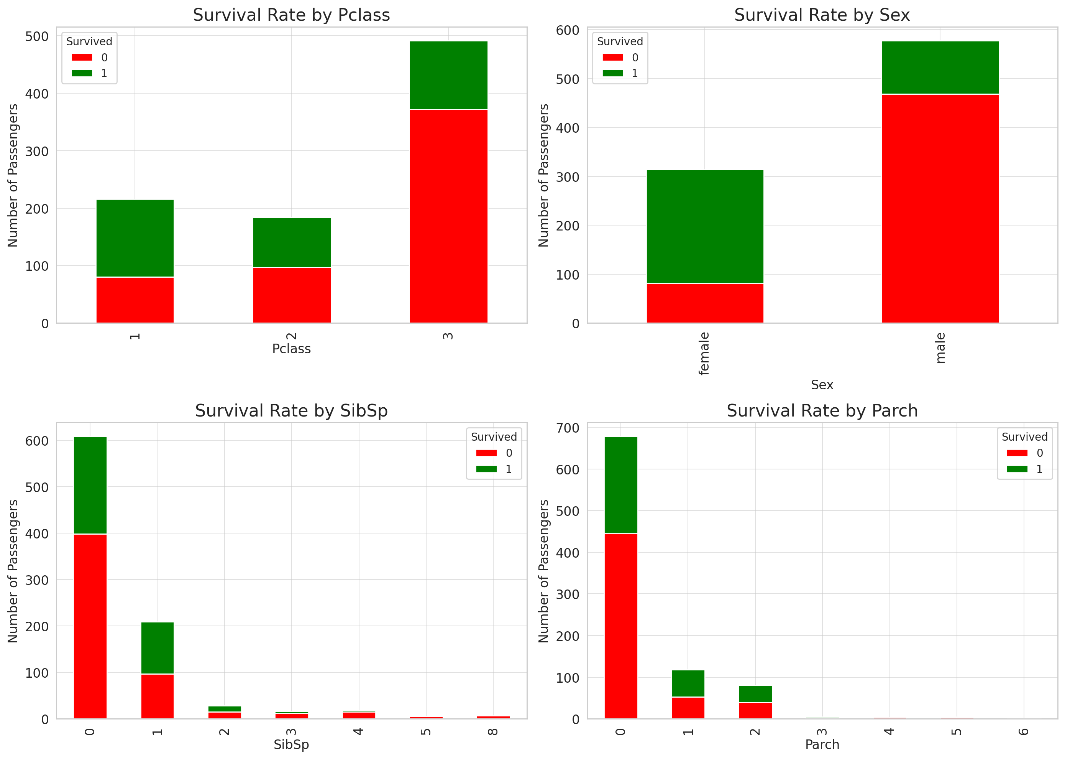 Survival Rate by Pclass
Number of Passengers
500
400
300
200
100
0
Survived
0
1
1
2
3
Pclass
Survival Rate by Sex
Number of Passengers
600
500
400
300
200
100
0
Survived
0
1
female
male
Sex
Survival Rate by SibSp
Number of Passengers
600
500
400
300
200
100
0
Survived
0
1
0
1
2
3
4
5
8
SibSp
Survival Rate by Parch
Number of Passengers
700
600
500
400
300
200
100
0
Survived
0
1
0
1
2
3
4
5
6
Parch